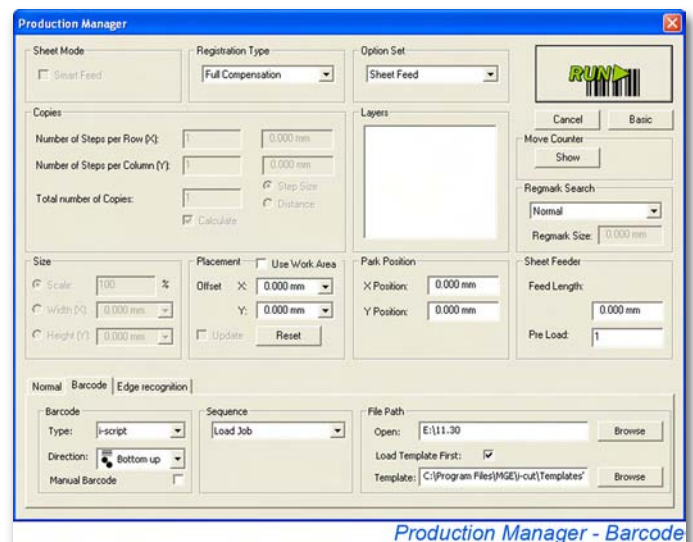 Production Manager
Sheet Mode
Smart Feed
Registration Type
Full Compensation
Option Set
Sheet Feed
RUN
Cancel
Basic
Copies
Number of Steps per Row (X):
1
0.000 mm
Number of Steps per Column (Y):
1
0.000 mm
Step Size
Distance
Total number of Copies:
1
Calculate
Layers
Move Counter
Show
Regmark Search
Normal
Regmark Size:
0.000 mm
Size
Scale:
100
%
Width (X):
0.000 mm
Height (Y):
0.000 mm
Placement
Use Work Area
Offset X:
0.000 mm
Y:
0.000 mm
Update
Reset
Park Position
X Position:
0.000 mm
Y Position:
0.000 mm
Sheet Feeder
Feed Length:
0.000 mm
Pre Load:
1
Normal
Barcode
Edge recognition
Barcode
Type:
i-script
Direction:
Bottom up
Manual Barcode
Sequence
Load Job
File Path
Open:
E:\11.30
Browse
Load Template First:
Template:
C:\Program Files\MGE\i-cut\Templates'
Browse
Production Manager - Barcode